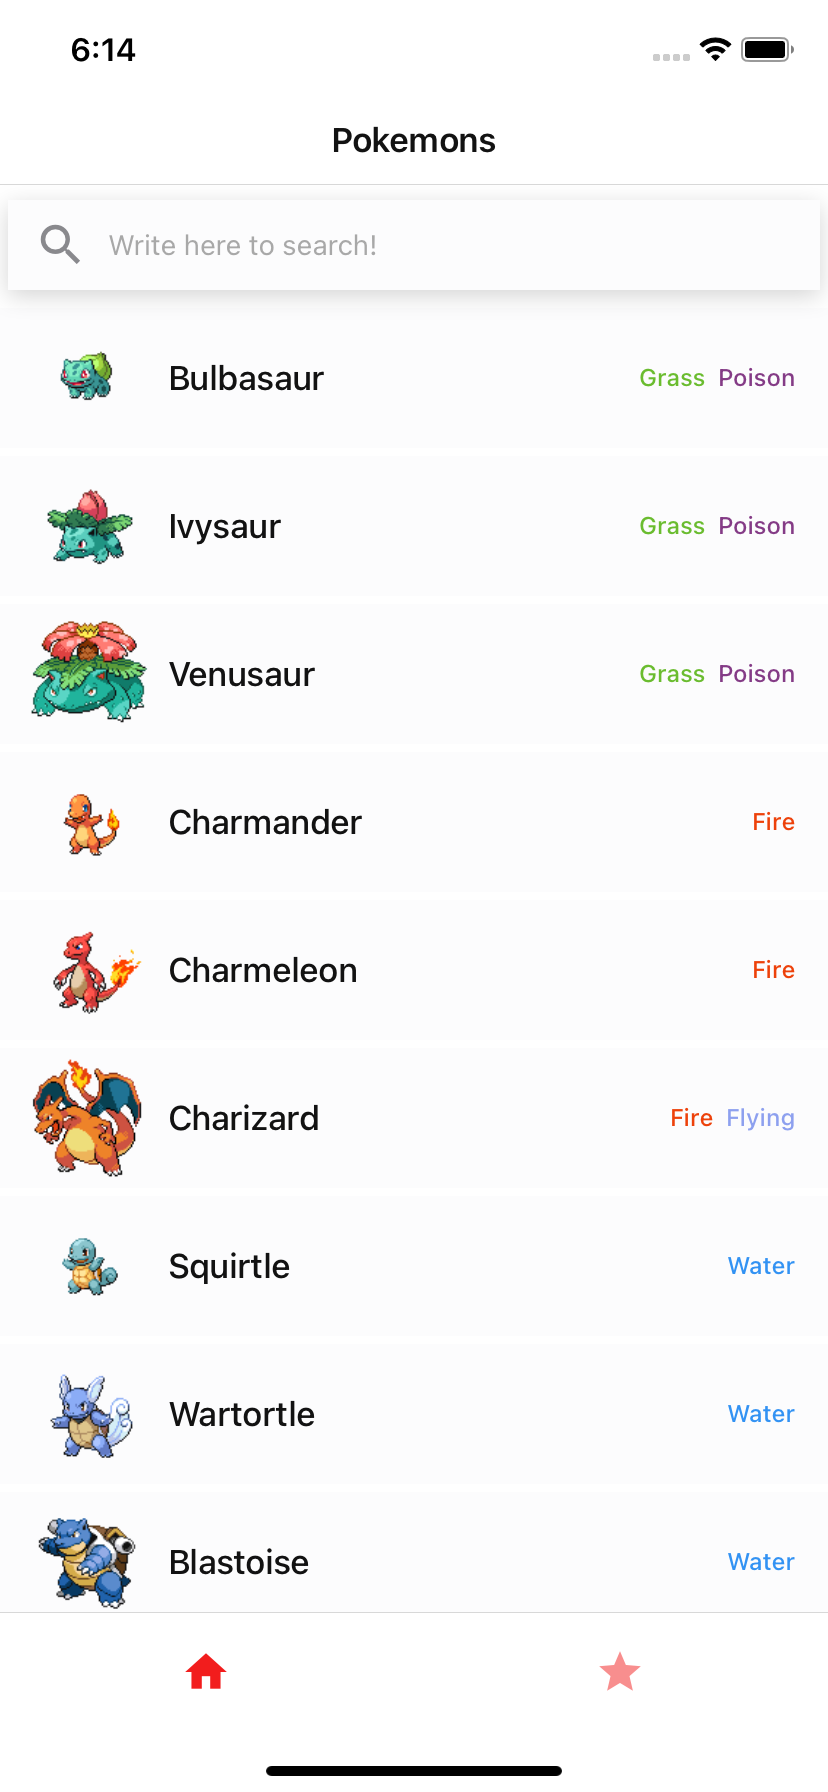 6:14
Pokemons
Write here to search!
Bulbasaur Grass Poison
Ivysaur Grass Poison
Venusaur Grass Poison
Charmander Fire
Charmeleon Fire
Charizard Fire Flying
Squirtle Water
Wartortle Water
Blastoise Water